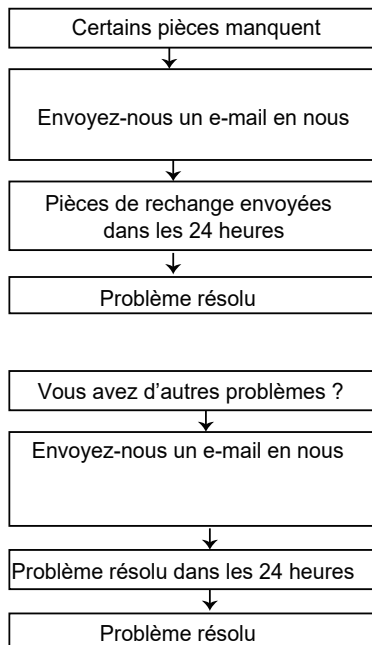 Certains pièces manquent
Envoyez-nous un e-mail en nous
Pièces de rechange envoyées
dans les 24 heures
Problème résolu
Vous avez d’autres problèmes ?
Envoyez-nous un e-mail en nous
Problème résolu dans les 24 heures
Problème résolu